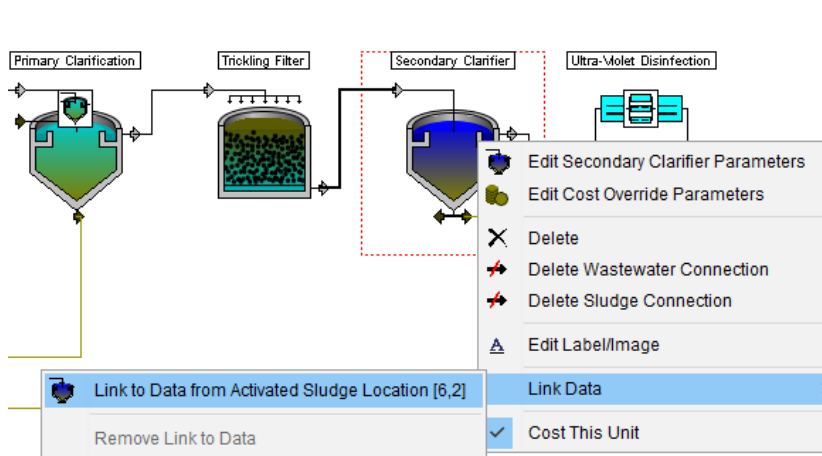 Primary Clarification
Trickling Filter
Secondary Clarifier
Ultra-Violet Disinfection
Edit Secondary Clarifier Parameters
Edit Cost Override Parameters
Delete
Delete Wastewater Connection
Delete Sludge Connection
A Edit Label/Image
Link Data
Link to Data from Activated Sludge Location [6,2]
Remove Link to Data
Cost This Unit